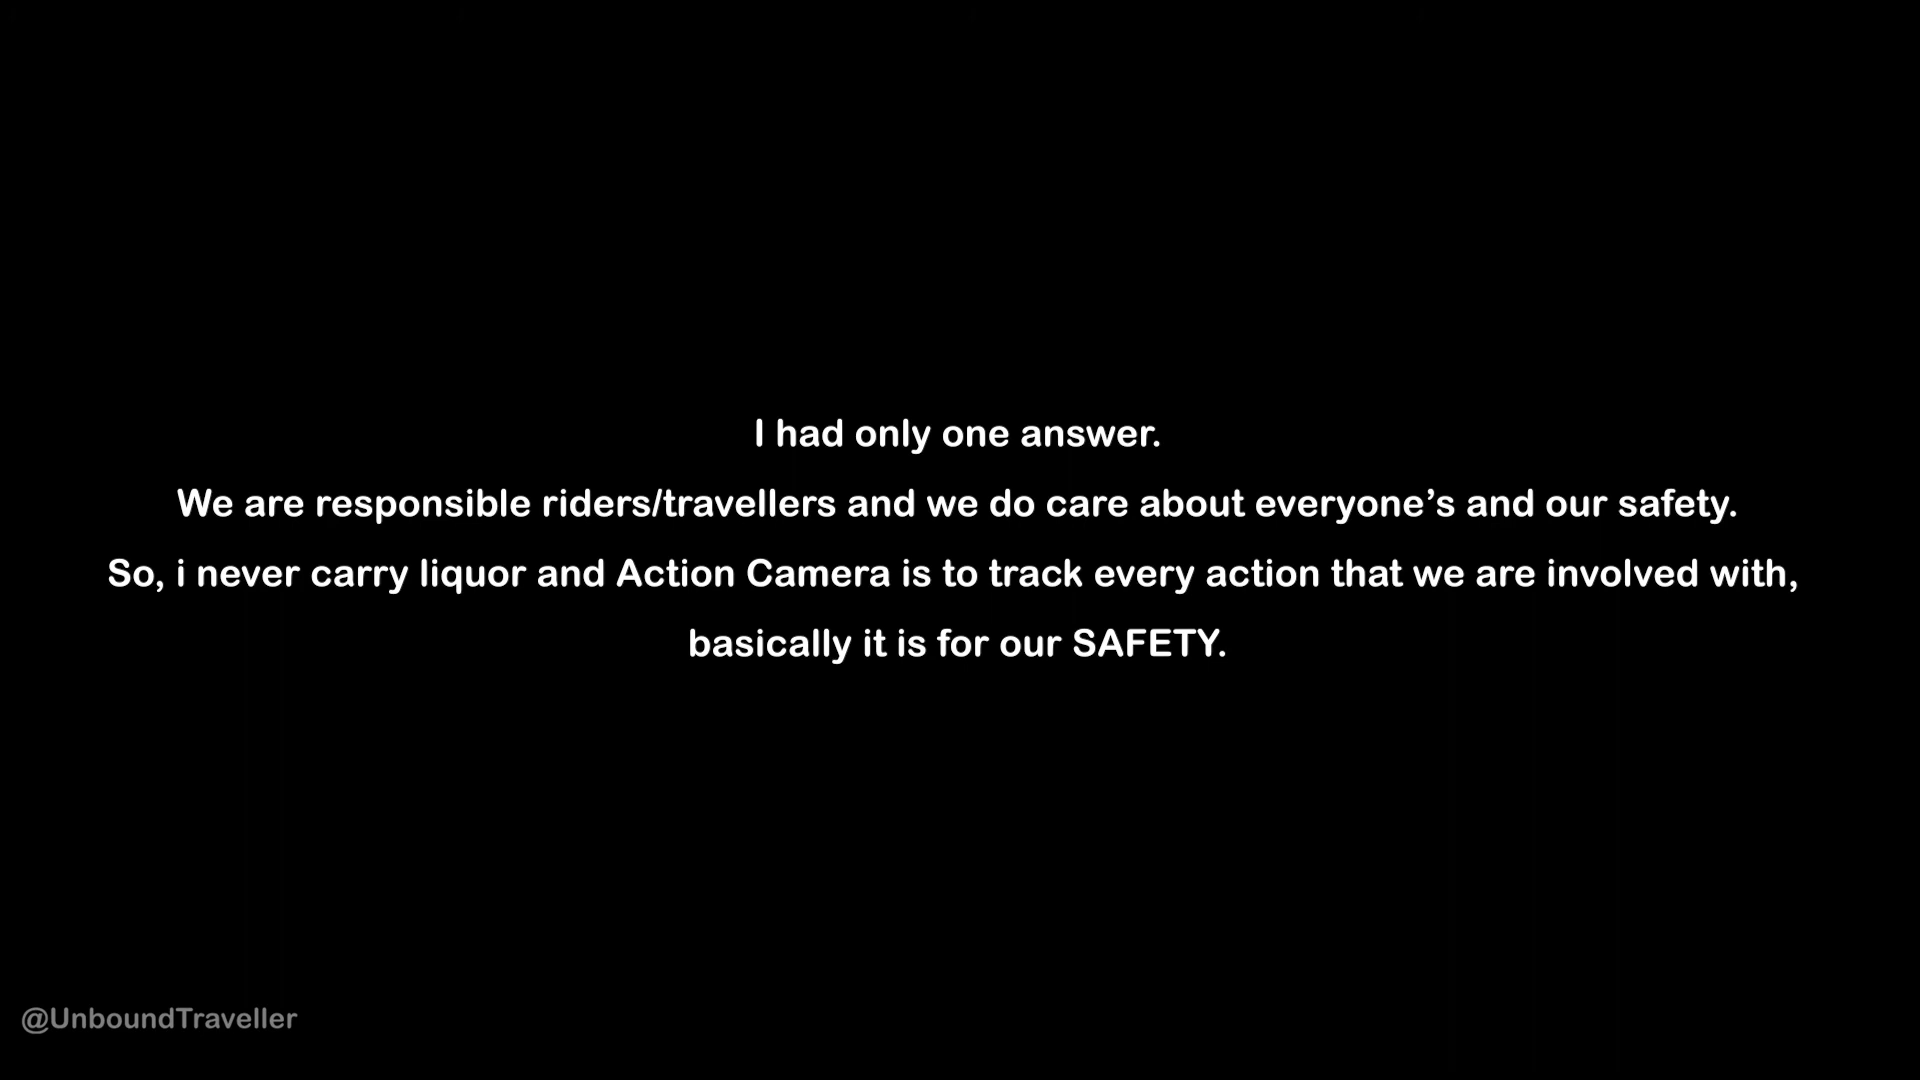 I had only one answer.
We are responsible riders/travellers and we do care about everyone’s and our safety.
So, i never carry liquor and Action Camera is to track every action that we are involved with,
basically it is for our SAFETY.
@UnboundTraveller